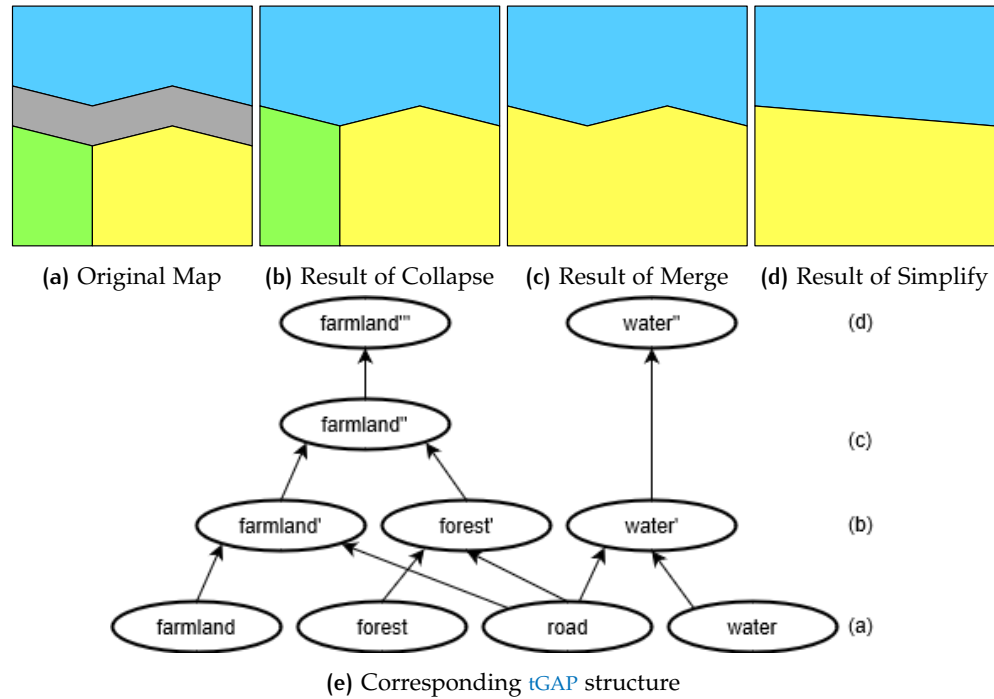 (a) Original Map
(b) Result of Collapse
(c) Result of Merge
(d) Result of Simplify
farmland'''
water''
(d)
farmland''
(c)
farmland'
forest'
water'
(b)
farmland
forest
road
water
(a)
(e) Corresponding tGAP structure